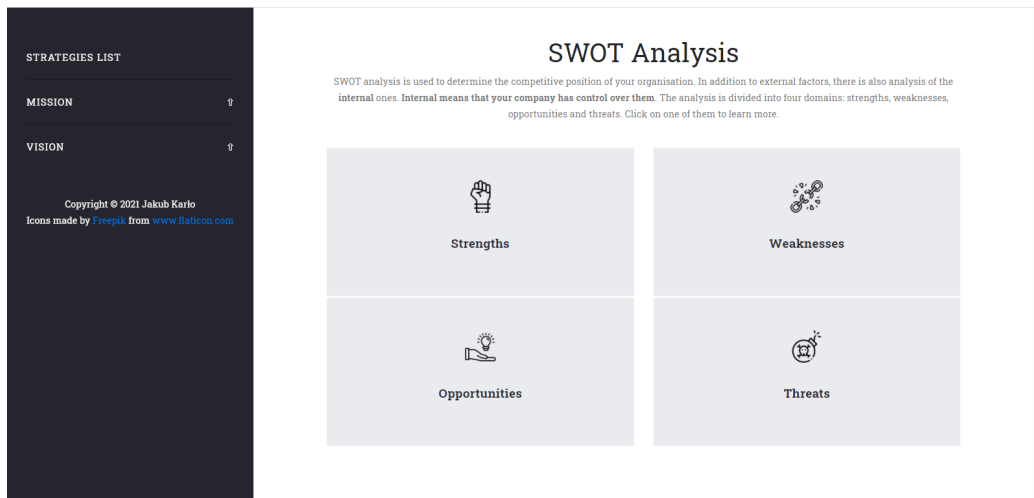 STRATEGIES LIST
MISSION ⇧
VISION ⇧
Copyright © 2021 Jakub Karło
Icons made by Freepik from www.flaticon.com
SWOT Analysis
SWOT analysis is used to determine the competitive position of your organisation. In addition to external factors, there is also analysis of the
internal ones. Internal means that your company has control over them. The analysis is divided into four domains: strengths, weaknesses,
opportunities and threats. Click on one of them to learn more.
Strengths
Weaknesses
Opportunities
Threats